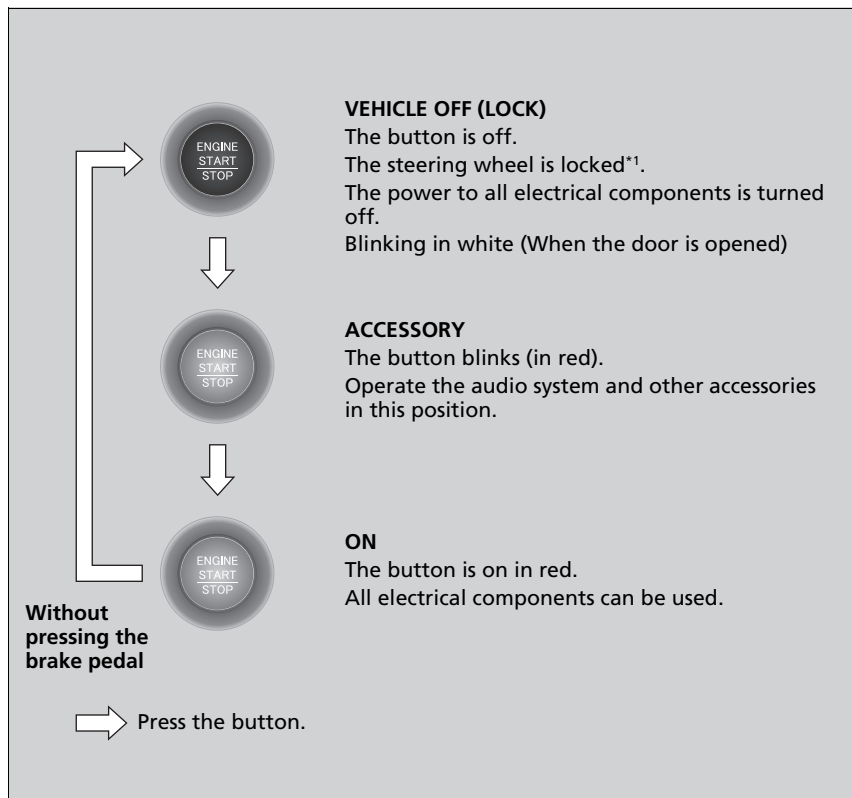 ENGINE
START
STOP
VEHICLE OFF (LOCK)
The button is off.
The steering wheel is locked*1.
The power to all electrical components is turned
off.
Blinking in white (When the door is opened)
ENGINE
START
STOP
ACCESSORY
The button blinks (in red).
Operate the audio system and other accessories
in this position.
ENGINE
START
STOP
ON
The button is on in red.
All electrical components can be used.
Without
pressing the
brake pedal
Press the button.